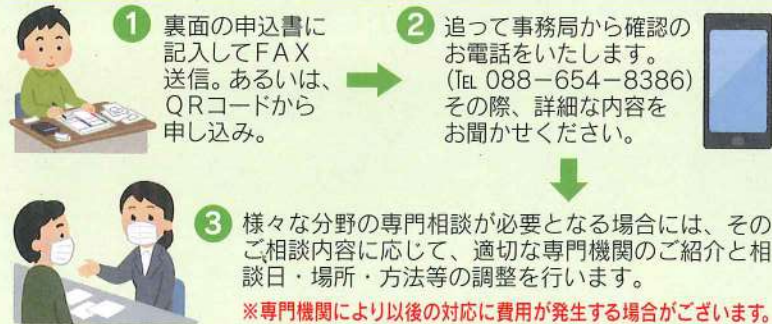 1 裏面の申込書に
記入してFAX
送信。あるいは、
QRコードから
申し込み。
2 追って事務局から確認の
お電話をいたします。
(℡ 088-654-8386)
その際、詳細な内容を
お聞かせください。
3 様々な分野の専門相談が必要となる場合には、その
ご相談内容に応じて、適切な専門機関のご紹介と相
談日・場所・方法等の調整を行います。
※専門機関により以後の対応に費用が発生する場合がございます。